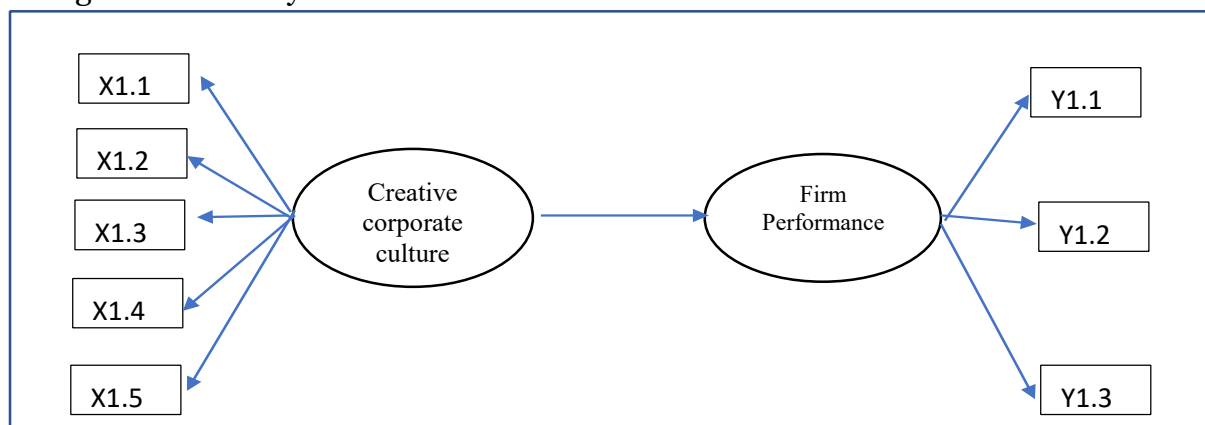 X1.1
X1.2
X1.3
X1.4
X1.5
Creative
corporate
culture
Firm
Performance
Y1.1
Y1.2
Y1.3